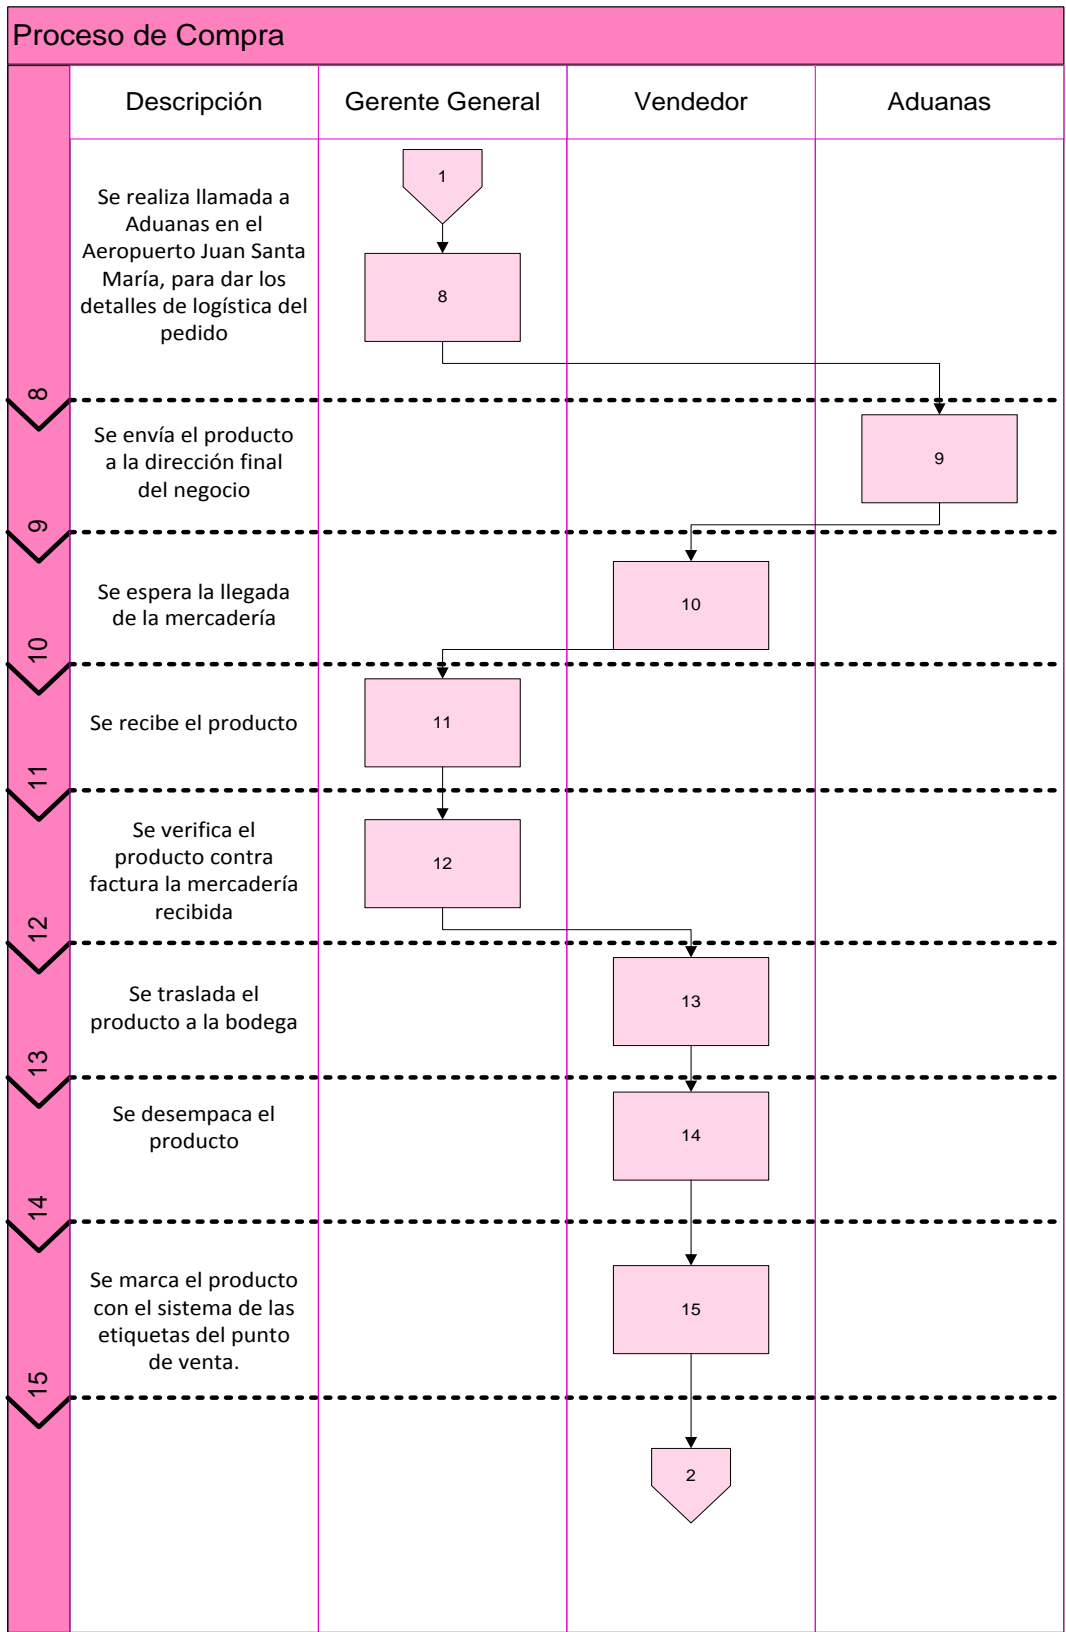 Proceso de Compra
Descripción
Gerente General
Vendedor
Aduanas
1
Se realiza llamada a
Aduanas en el
Aeropuerto Juan Santa
María, para dar los
detalles de logística del
pedido
8
8
Se envía el producto
a la dirección final
del negocio
9
9
Se espera la llegada
de la mercadería
10
10
Se recibe el producto
11
11
Se verifica el
producto contra
factura la mercadería
recibida
12
12
Se traslada el
producto a la bodega
13
13
Se desempaca el
producto
14
14
Se marca el producto
con el sistema de las
etiquetas del punto
de venta.
15
15
2